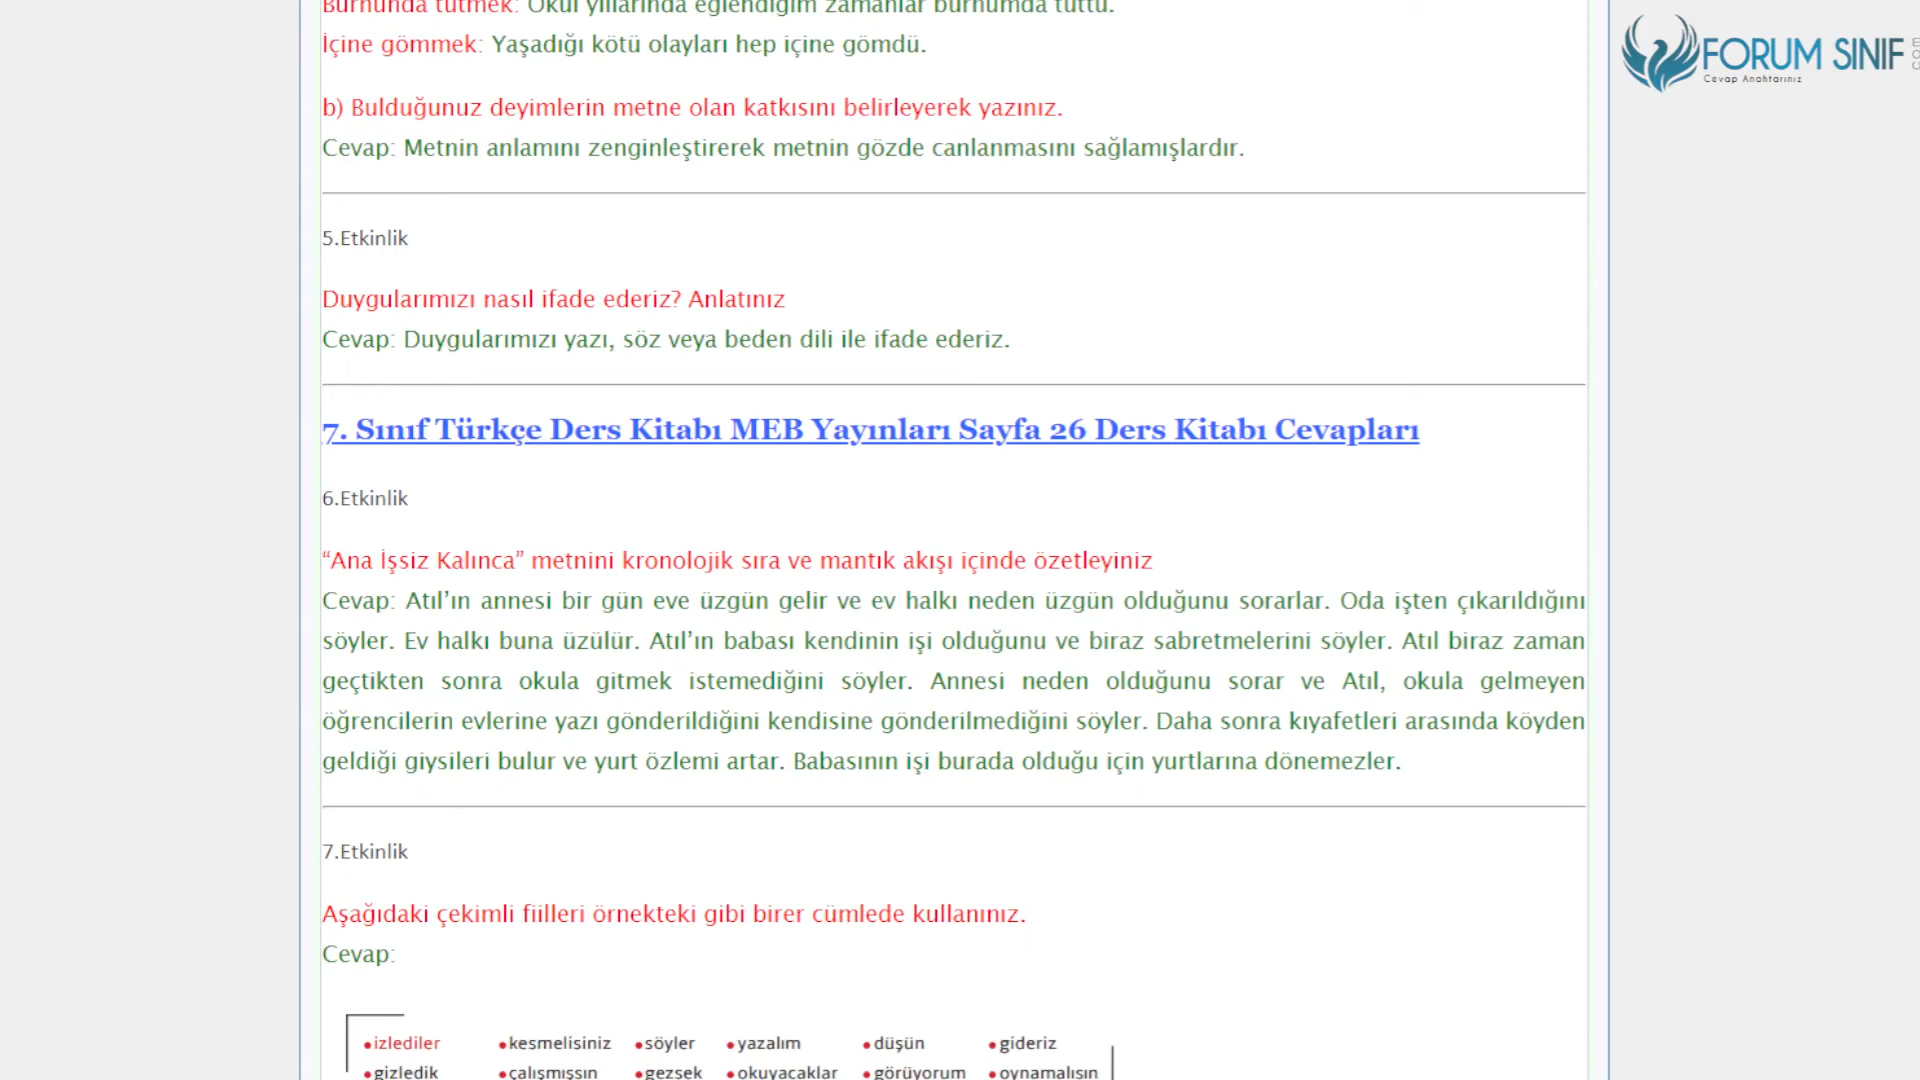 Burnunda tutmek: Okul yıllarında eğlendiğim zamanlar burnumda tuttu.
İçine gömmek: Yaşadığı kötü olayları hep içine gömdü.
b) Bulduğunuz deyimlerin metne olan katkısını belirleyerek yazınız.
Cevap: Metnin anlamını zenginleştirerek metnin gözde canlanmasını sağlamışlardır.
5.Etkinlik
Duygularımızı nasıl ifade ederiz? Anlatınız
Cevap: Duygularımızı yazı, söz veya beden dili ile ifade ederiz.
7. Sınıf Türkçe Ders Kitabı MEB Yayınları Sayfa 26 Ders Kitabı Cevapları
6.Etkinlik
“Ana İşsiz Kalınca” metnini kronolojik sıra ve mantık akışı içinde özetleyiniz
Cevap: Atıl’ın annesi bir gün eve üzgün gelir ve ev halkı neden üzgün olduğunu sorarlar. Oda işten çıkarıldığını
söyler. Ev halkı buna üzülür. Atıl’ın babası kendinin işi olduğunu ve biraz sabretmelerini söyler. Atıl biraz zaman
geçtikten sonra okula gitmek istemediğini söyler. Annesi neden olduğunu sorar ve Atıl, okula gelmeyen
öğrencilerin evlerine yazı gönderildiğini kendisine gönderilmediğini söyler. Daha sonra kıyafetleri arasında köyden
geldiği giysileri bulur ve yurt özlemi artar. Babasının işi burada olduğu için yurtlarına dönemezler.
7.Etkinlik
Aşağıdaki çekimli fiilleri örnekteki gibi birer cümlede kullanınız.
Cevap:
•izlediler •kesmelisiniz •söyler •yazalım •düşün •gideriz
•gizledik •çalışmışsın •gezsek •okuyacaklar •görüyorum •oynamalısın
FORUM SINIF
Cevap Anahtarınız